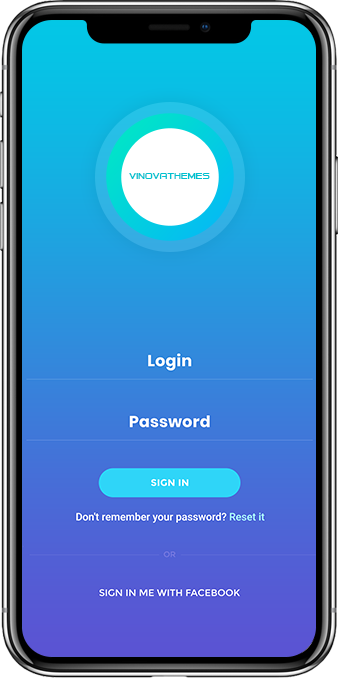 VINOVATHEMES
Login
Password
SIGN IN
Don't remember your password? Reset it
OR
SIGN IN ME WITH FACEBOOK